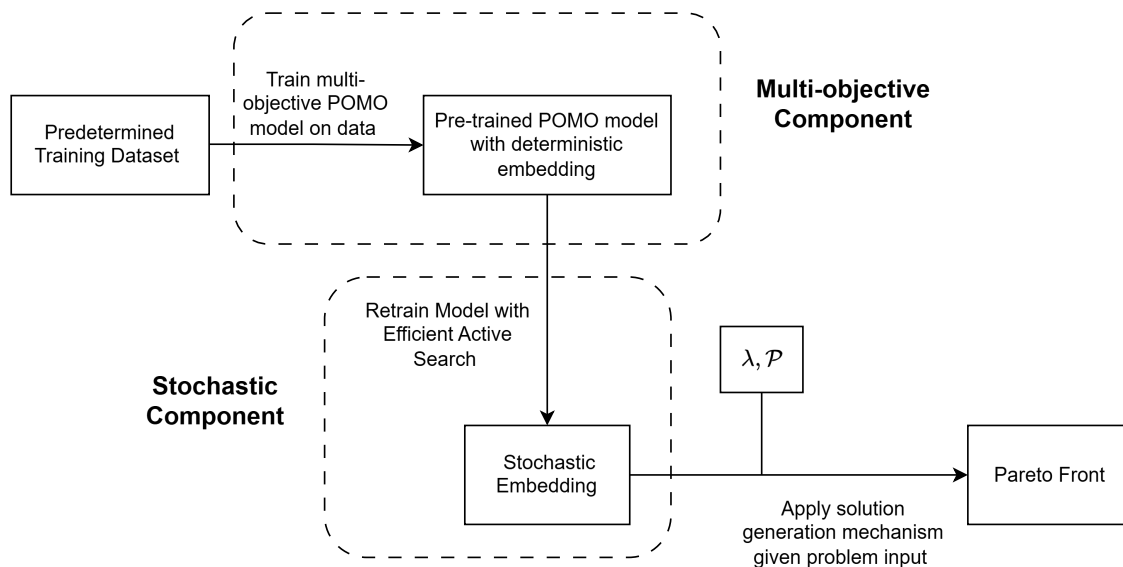 Train multi-
objective POMO
model on data
Multi-objective
Component
Predetermined
Training Dataset
Pre-trained POMO model
with deterministic
embedding
Retrain Model with
Efficient Active
Search
Stochastic
Component
λ, 𝒫
Stochastic
Embedding
Pareto Front
Apply solution
generation mechanism
given problem input